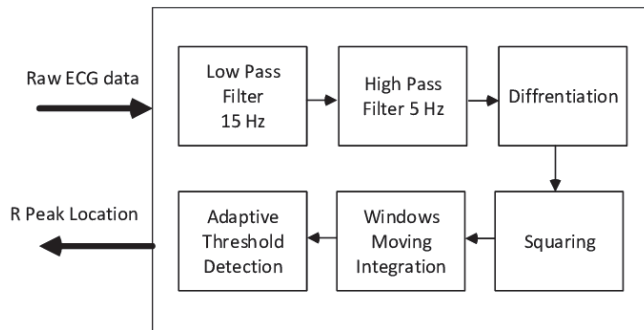 Raw ECG data
Low Pass
Filter
15 Hz
High Pass
Filter 5 Hz
Diffrentiation
R Peak Location
Adaptive
Threshold
Detection
Windows
Moving
Integration
Squaring